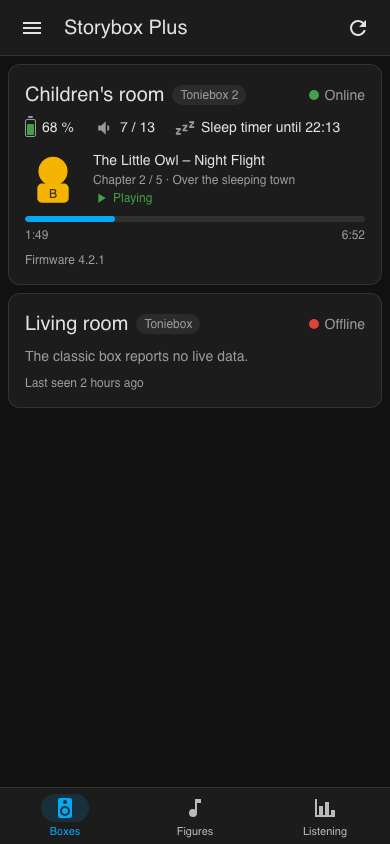 Storybox Plus
Children's room Toniebox 2 Online
68 % 7 / 13 zzz Sleep timer until 22:13
The Little Owl – Night Flight
Chapter 2 / 5 · Over the sleeping town
B Playing
1:49 6:52
Firmware 4.2.1
Living room Toniebox Offline
The classic box reports no live data.
Last seen 2 hours ago
Boxes Figures Listening